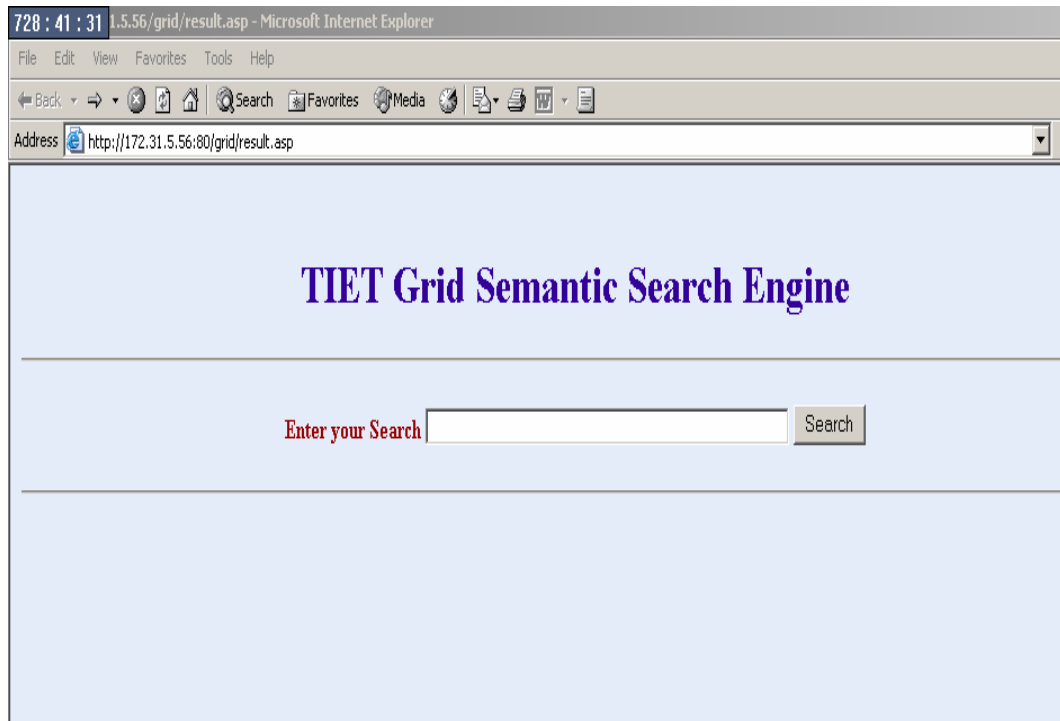 728 : 41 : 31 1.5.56/grid/result.asp - Microsoft Internet Explorer
File Edit View Favorites Tools Help
Back Search Favorites Media W
Address http://172.31.5.56:80/grid/result.asp
TIET Grid Semantic Search Engine
Enter your Search Search